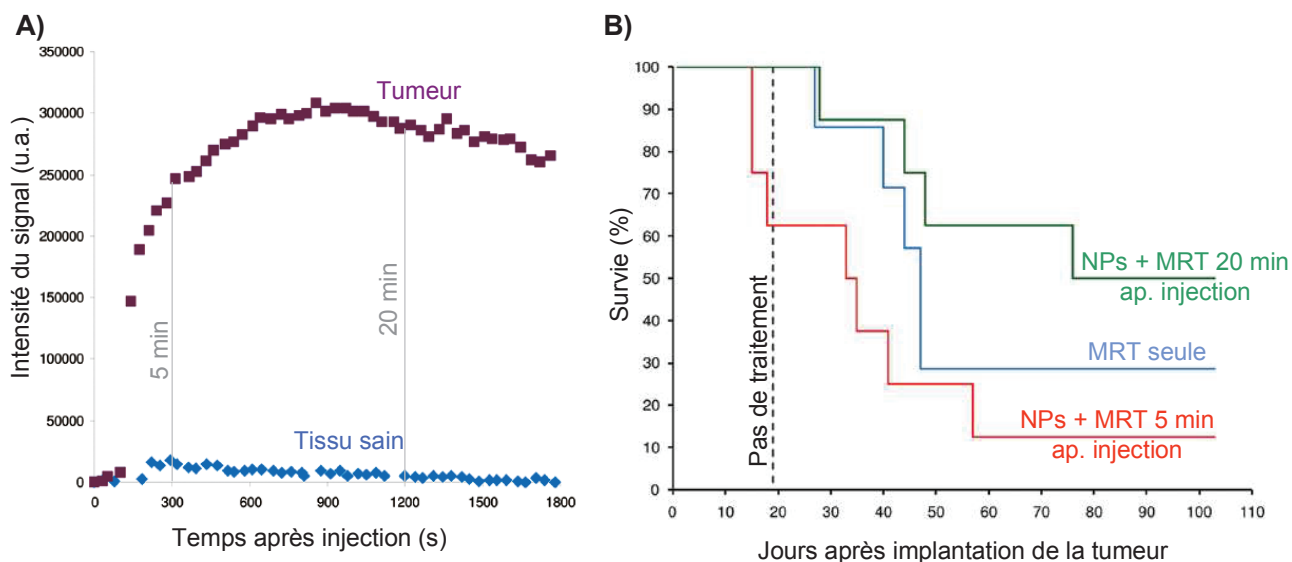 A)
350000
300000
250000
200000
150000
100000
50000
0
Intensité du signal (u.a.)
Tumeur
5 min
20 min
Tissu sain
0
300
600
900
1200
1500
1800
Temps après injection (s)
B)
100
90
80
70
60
50
40
30
20
10
0
Survie (%)
Pas de traitement
NPs + MRT 20 min
ap. injection
MRT seule
NPs + MRT 5 min
ap. injection
0
10
20
30
40
50
60
70
80
90
100
110
Jours après implantation de la tumeur